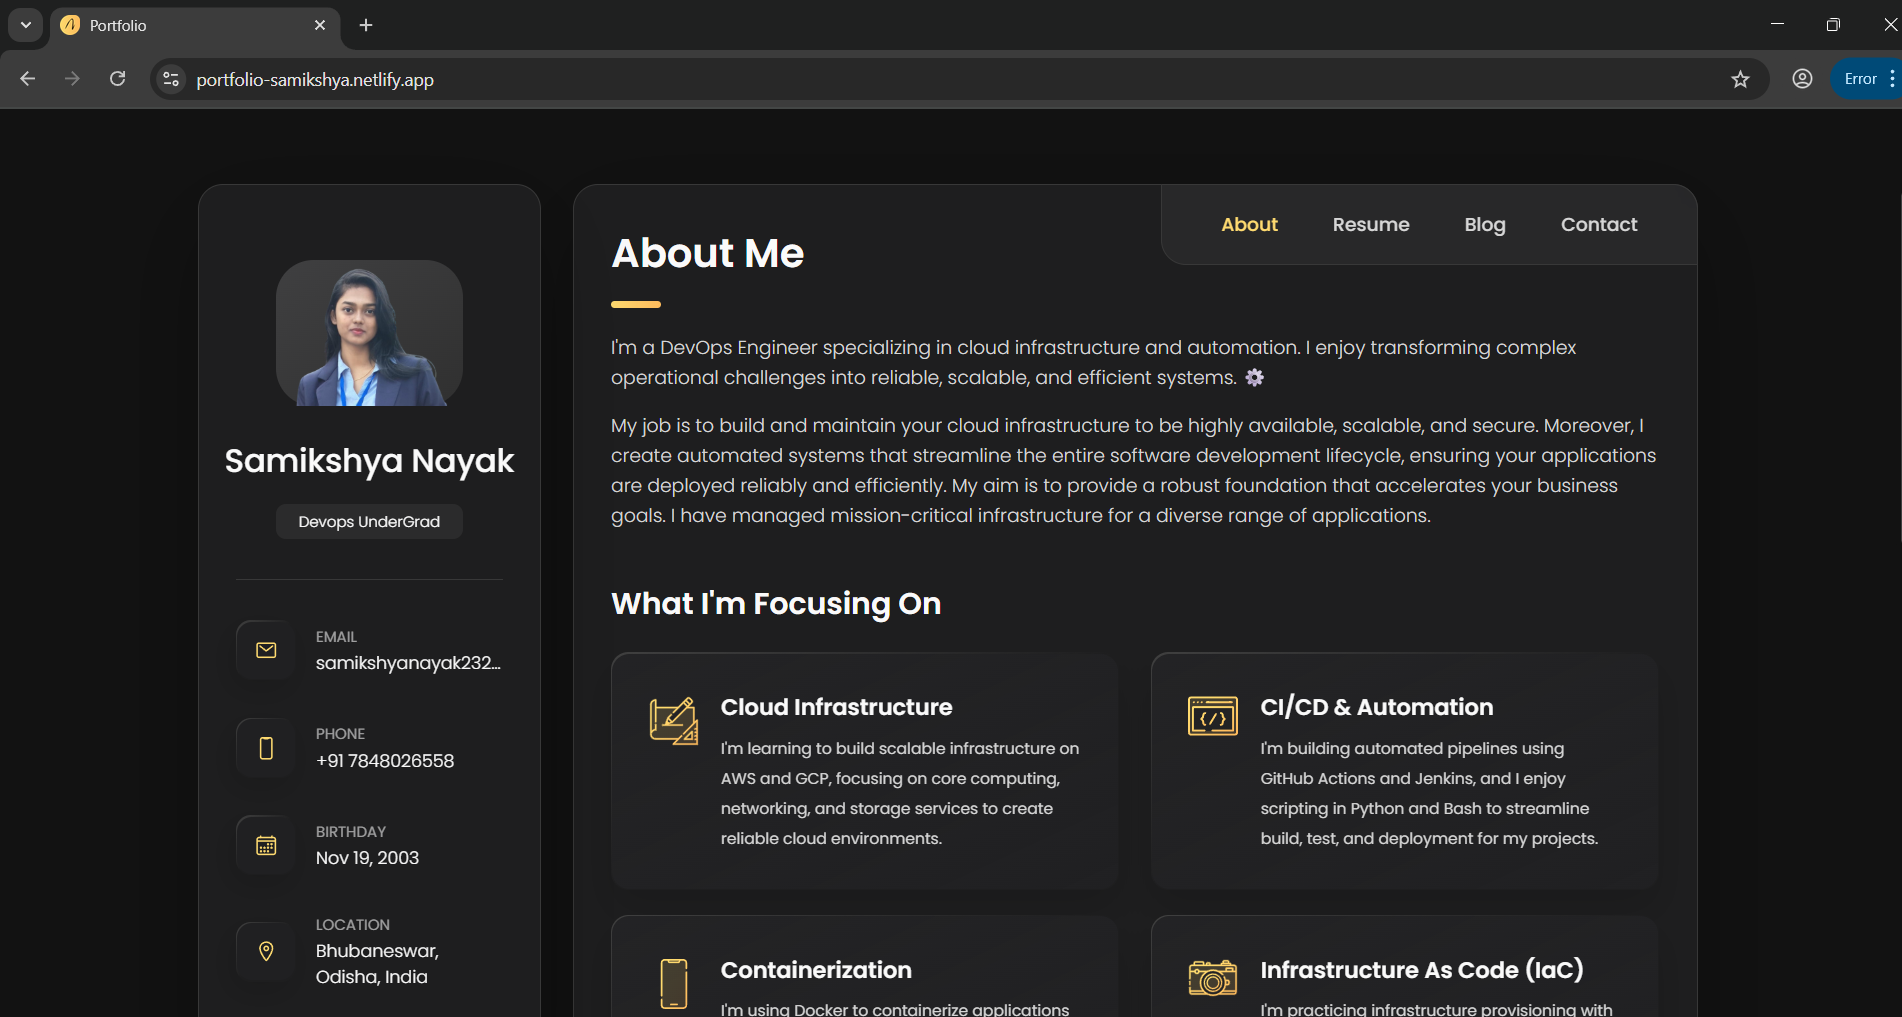 Portfolio
portfolio-samikshya.netlify.app
Error
About
Resume
Blog
Contact
Samikshya Nayak
Devops UnderGrad
EMAIL
samikshyanayak232...
PHONE
+91 7848026558
BIRTHDAY
Nov 19, 2003
LOCATION
Bhubaneswar,
Odisha, India
About Me
I'm a DevOps Engineer specializing in cloud infrastructure and automation. I enjoy transforming complex
operational challenges into reliable, scalable, and efficient systems.
My job is to build and maintain your cloud infrastructure to be highly available, scalable, and secure. Moreover, I
create automated systems that streamline the entire software development lifecycle, ensuring your applications
are deployed reliably and efficiently. My aim is to provide a robust foundation that accelerates your business
goals. I have managed mission-critical infrastructure for a diverse range of applications.
What I'm Focusing On
Cloud Infrastructure
I'm learning to build scalable infrastructure on
AWS and GCP, focusing on core computing,
networking, and storage services to create
reliable cloud environments.
CI/CD & Automation
I'm building automated pipelines using
GitHub Actions and Jenkins, and I enjoy
scripting in Python and Bash to streamline
build, test, and deployment for my projects.
Containerization
I'm using Docker to containerize applications
Infrastructure As Code (IaC)
I'm practicing infrastructure provisioning with